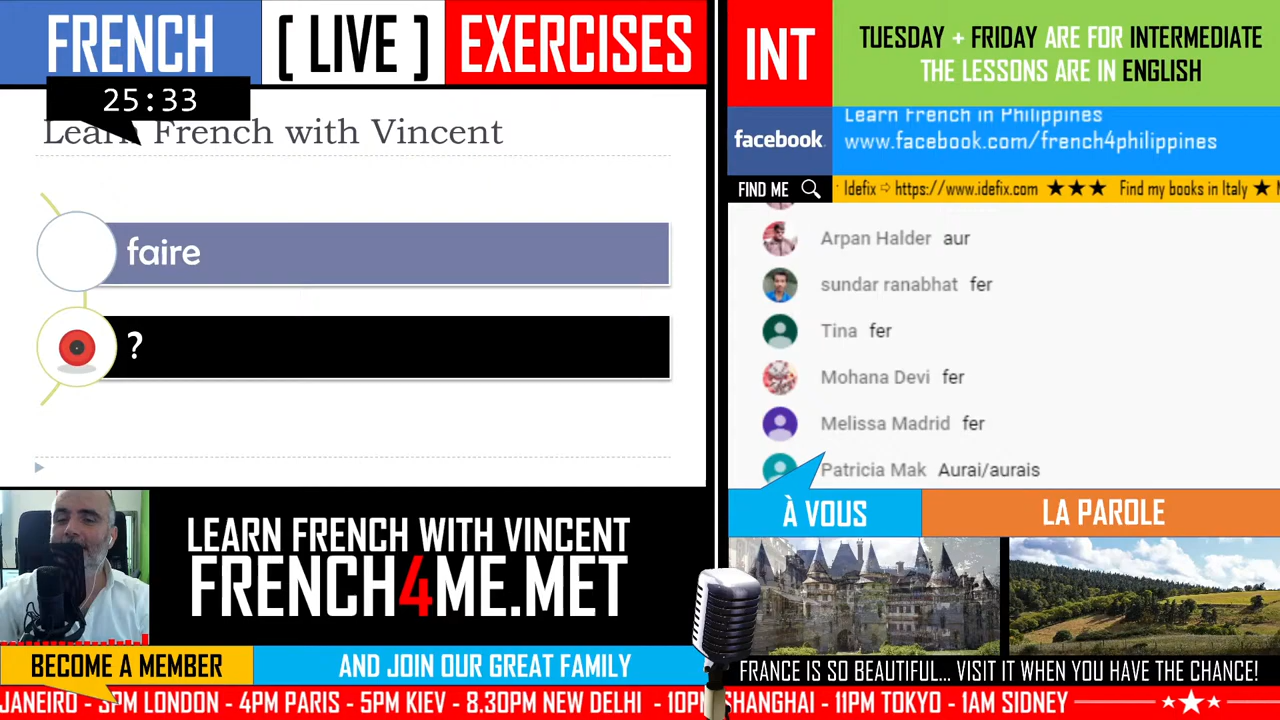 FRENCH [ LIVE ] EXERCISES
25:33
Learn French with Vincent
faire
?
LEARN FRENCH WITH VINCENT
FRENCH4ME.MET
BECOME A MEMBER
AND JOIN OUR GREAT FAMILY
INT
TUESDAY + FRIDAY ARE FOR INTERMEDIATE
THE LESSONS ARE IN ENGLISH
facebook.
Learn French in Philippines
www.facebook.com/french4philippines
FIND ME
Idefix ⇨ https://www.idefix.com ★★★ Find my books in Italy ★
Arpan Halder aur
sundar ranabhat fer
Tina fer
Mohana Devi fer
Melissa Madrid fer
Patricia Mak Aurai/aurais
À VOUS
LA PAROLE
FRANCE IS SO BEAUTIFUL... VISIT IT WHEN YOU HAVE THE CHANCE!
JANEIRO - 3PM LONDON - 4PM PARIS - 5PM KIEV - 8.30PM NEW DELHI - 10PM SHANGHAI - 11PM TOKYO - 1AM SIDNEY